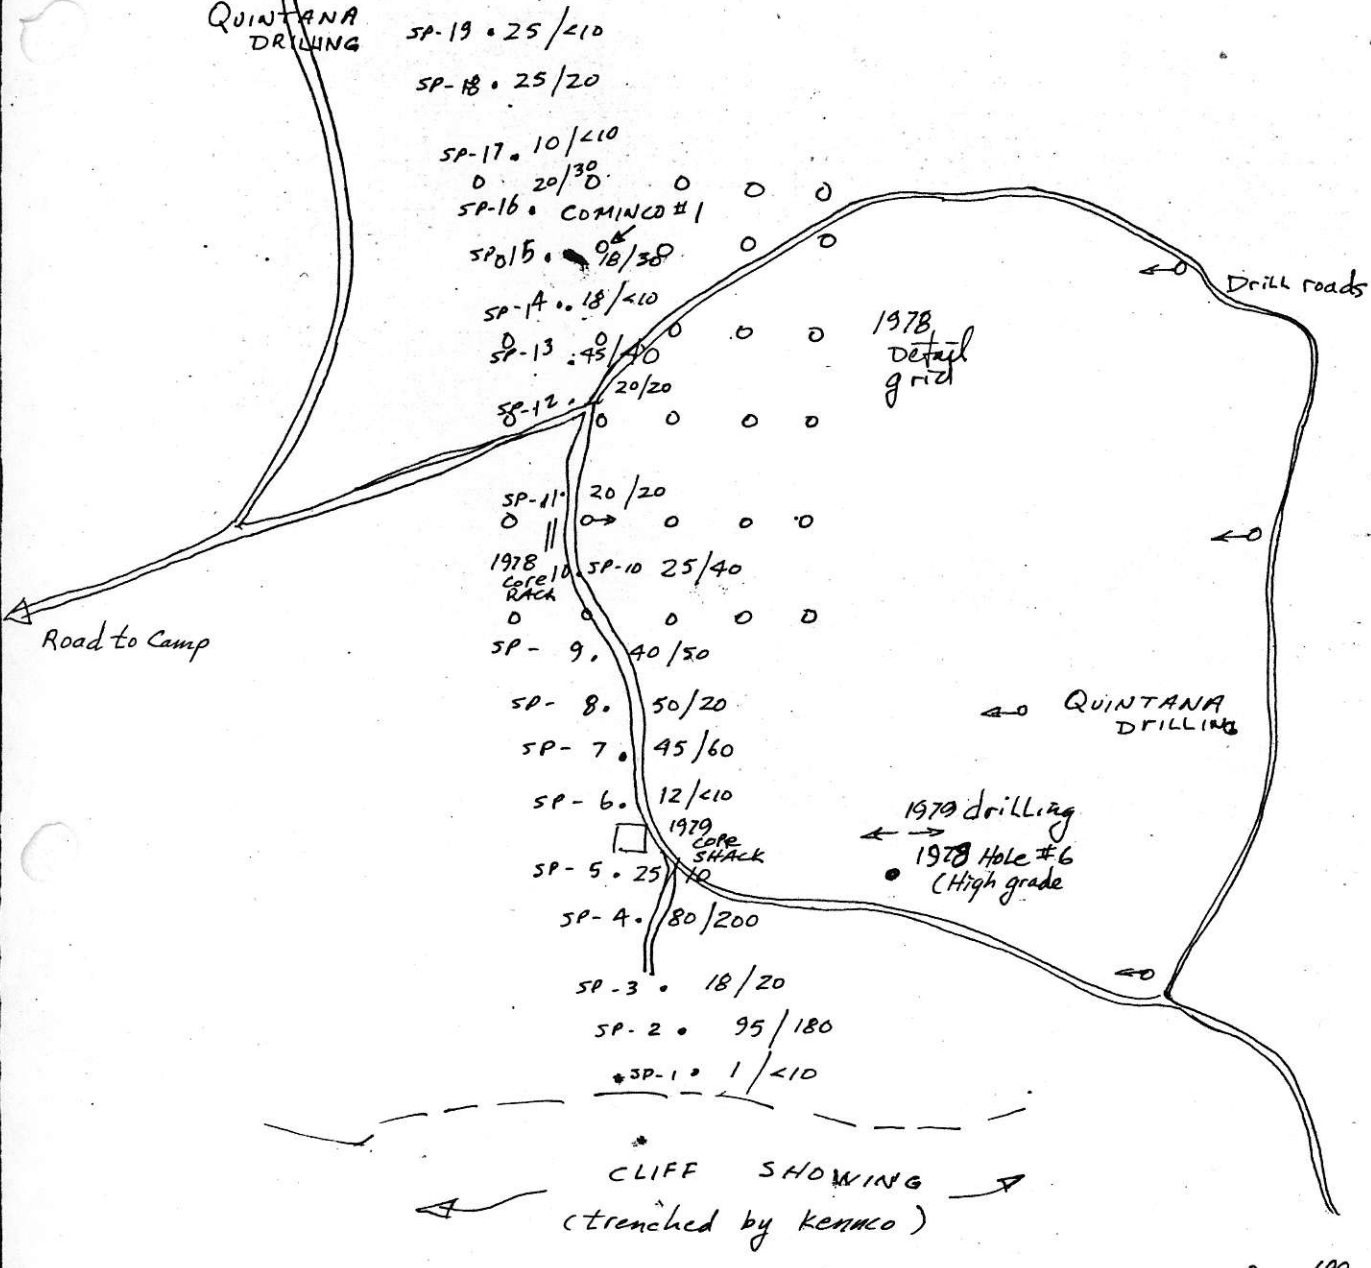 QUINTANA
DRILLING
SP-19 . 25/<10
SP-18 . 25/20
SP-17 . 10/<10
20/30
SP-16 . COMINCO #1
SP 15 . 18/30
SP-14 . 18/<10
SP-13 . 45/40
SP-12 . 20/20
1978
Detail
grid
Drill roads
SP-11 . 20/20
1978
core
RACK
SP-10 25/40
Road to Camp
SP- 9 . 40/50
SP- 8 . 50/20
SP- 7 . 45/60
SP- 6 . 12/<10
QUINTANA
DRILLING
1979
CORE
SHACK
1979 drilling
1978 Hole #6
(High grade
SP- 5 . 25/10
SP- 4 . 80/200
SP-3 . 18/20
SP-2 . 95/180
SP-1 . 1/<10
CLIFF SHOWING
(trenched by Kennco)